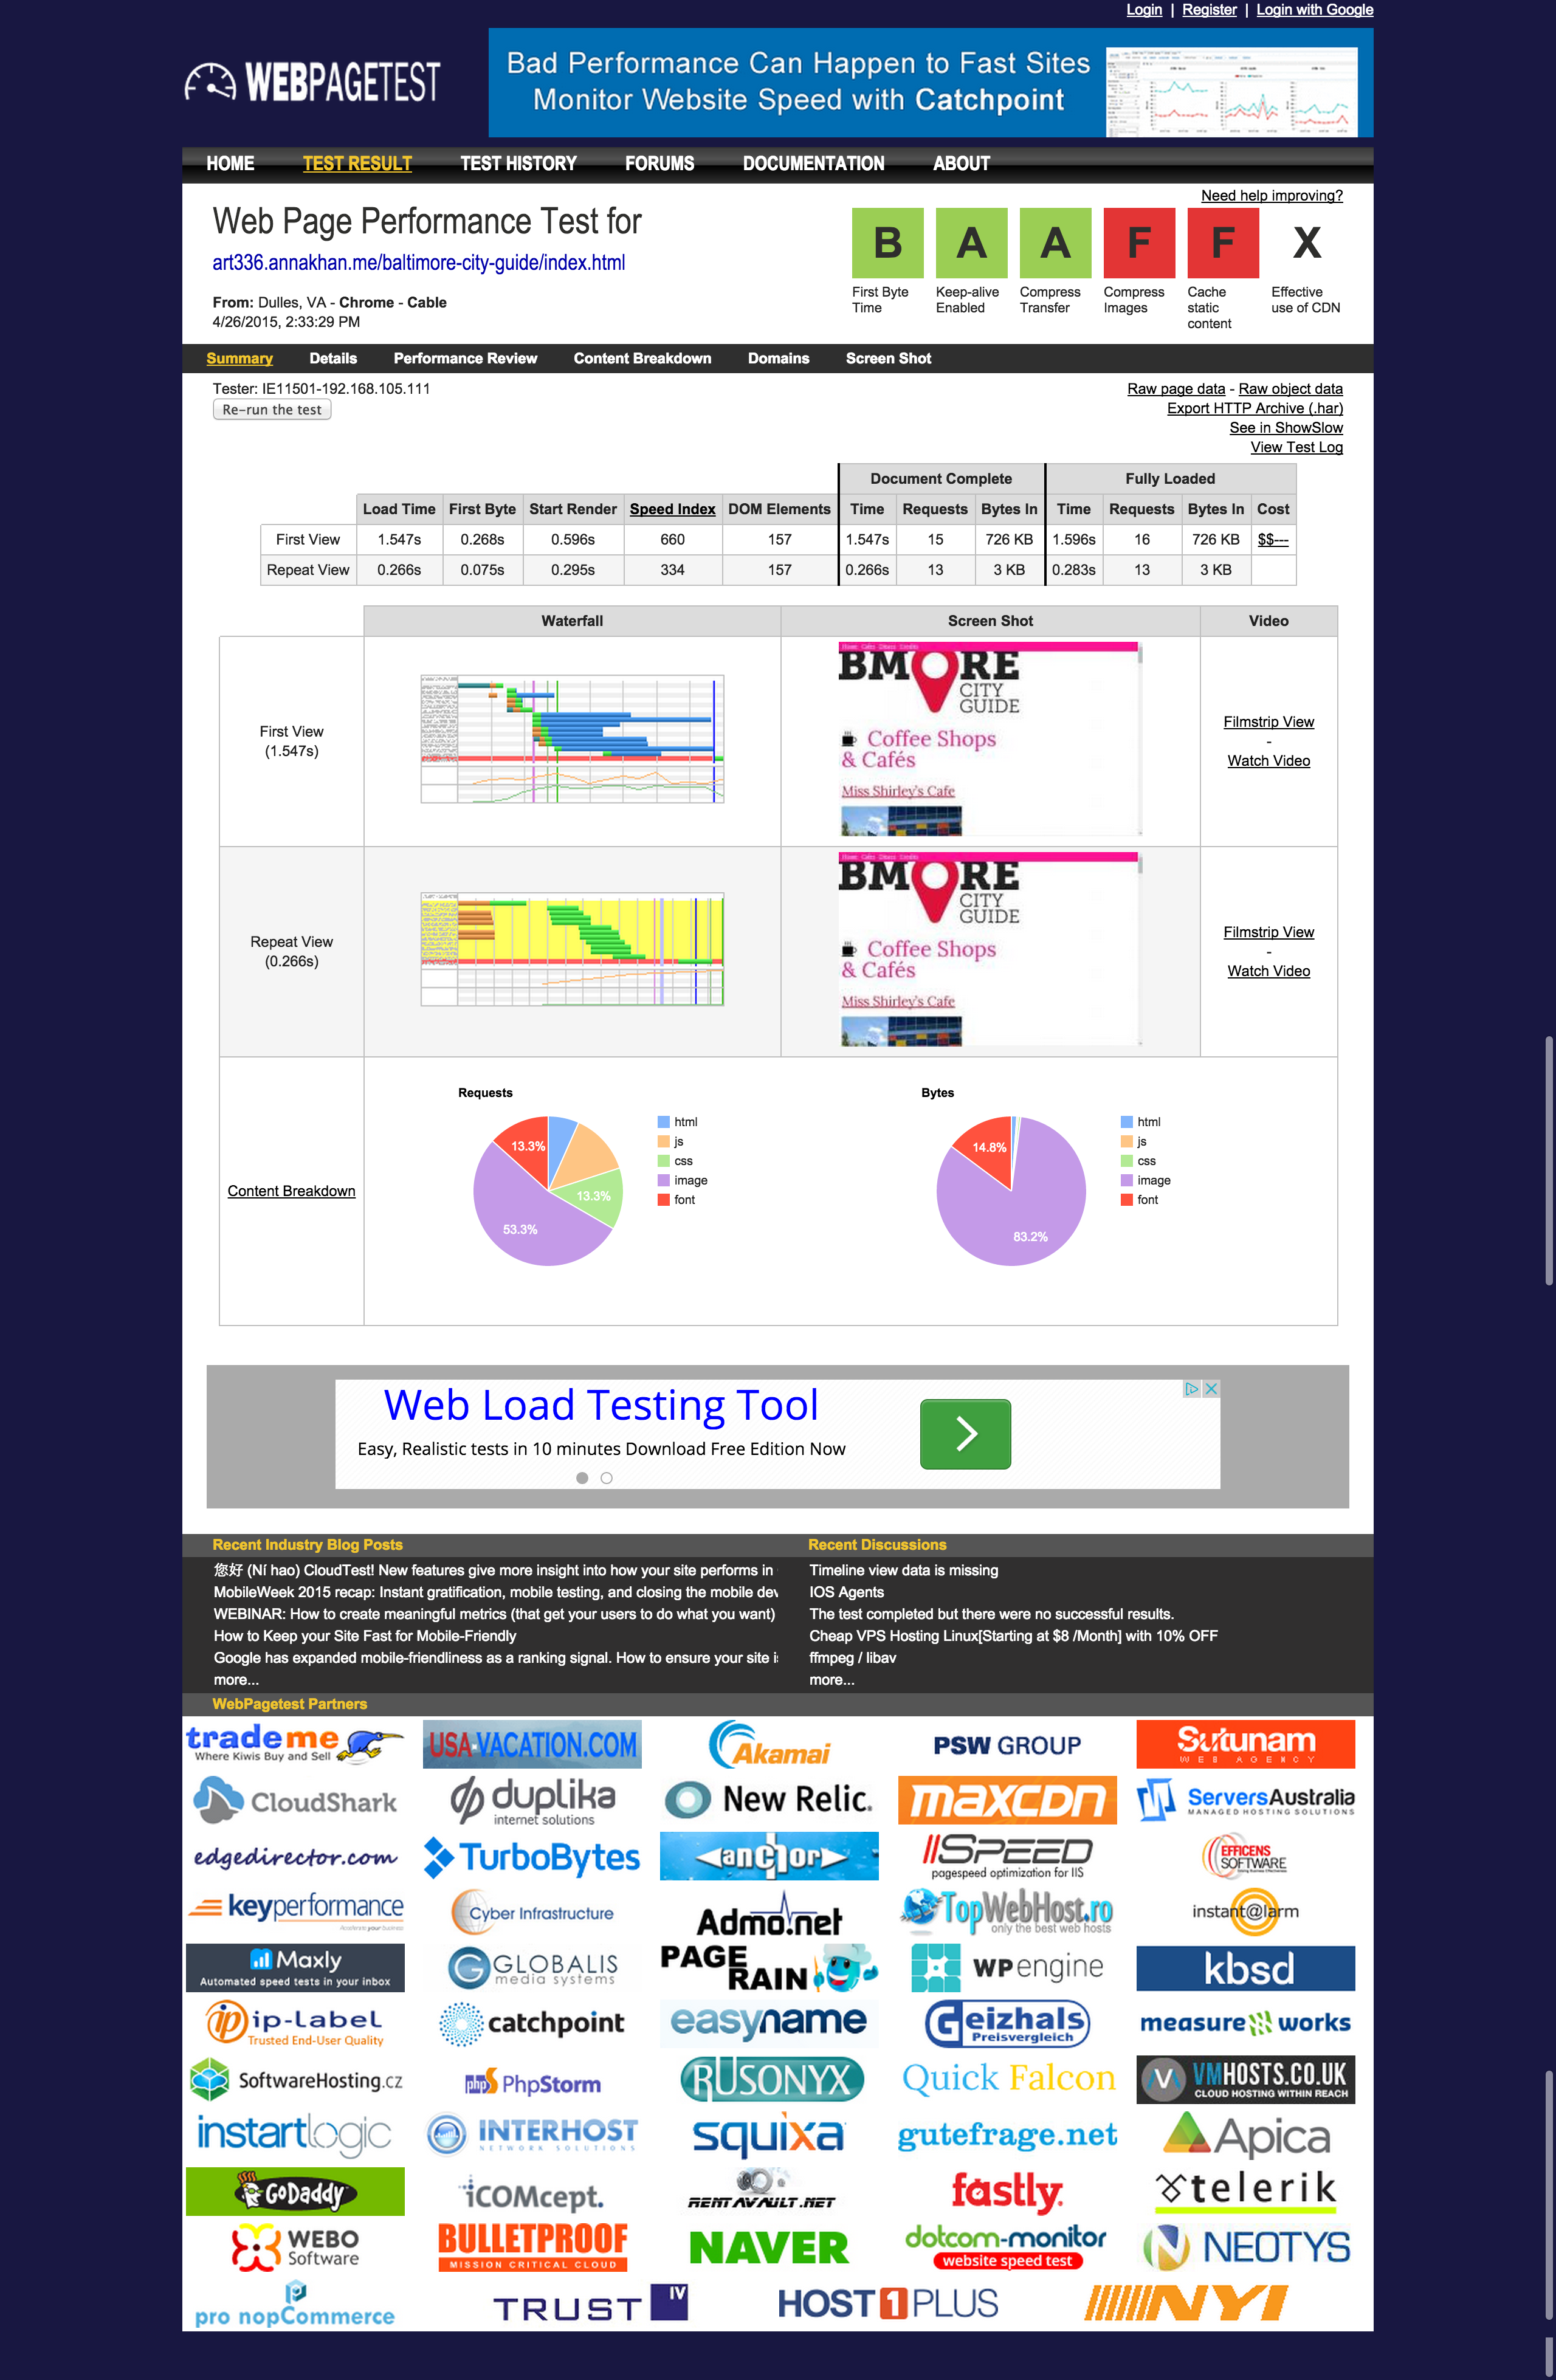 Login | Register | Login with Google
WEBPAGETEST
Bad Performance Can Happen to Fast Sites
Monitor Website Speed with Catchpoint
HOME TEST RESULT TEST HISTORY FORUMS DOCUMENTATION ABOUT
Need help improving?
Web Page Performance Test for
art336.annakhan.me/baltimore-city-guide/index.html
From: Dulles, VA - Chrome - Cable
4/26/2015, 2:33:29 PM
B A A F F X
First Byte Time
Keep-alive Enabled
Compress Transfer
Compress Images
Cache static content
Effective use of CDN
Summary Details Performance Review Content Breakdown Domains Screen Shot
Tester: IE11501-192.168.105.111
Re-run the test
Raw page data - Raw object data
Export HTTP Archive (.har)
See in ShowSlow
View Test Log
Document Complete Fully Loaded
Load Time First Byte Start Render Speed Index DOM Elements Time Requests Bytes In Time Requests Bytes In Cost
First View 1.547s 0.268s 0.596s 660 157 1.547s 15 726 KB 1.596s 16 726 KB $$---
Repeat View 0.266s 0.075s 0.295s 334 157 0.266s 13 3 KB 0.283s 13 3 KB
Waterfall Screen Shot Video
First View
(1.547s)
BMORE
CITY
GUIDE
Coffee Shops
& Cafés
Miss Shirley's Cafe
Filmstrip View
-
Watch Video
Repeat View
(0.266s)
BMORE
CITY
GUIDE
Coffee Shops
& Cafés
Miss Shirley's Cafe
Filmstrip View
-
Watch Video
Content Breakdown
Requests
13.3%
13.3%
53.3%
html
js
css
image
font
Bytes
14.8%
83.2%
html
js
css
image
font
Web Load Testing Tool
Easy, Realistic tests in 10 minutes Download Free Edition Now
Recent Industry Blog Posts
您好 (Ní hao) CloudTest! New features give more insight into how your site performs in
MobileWeek 2015 recap: Instant gratification, mobile testing, and closing the mobile dev
WEBINAR: How to create meaningful metrics (that get your users to do what you want)
How to Keep your Site Fast for Mobile-Friendly
Google has expanded mobile-friendliness as a ranking signal. How to ensure your site is
more...
Recent Discussions
Timeline view data is missing
IOS Agents
The test completed but there were no successful results.
Cheap VPS Hosting Linux[Starting at $8 /Month] with 10% OFF
ffmpeg / libav
more...
WebPagetest Partners
trademe
Where Kiwis Buy and Sell
USA-VACATION.COM
Akamai
PSW GROUP
Sutunam
WEB AGENCY
CloudShark
duplika
internet solutions
New Relic.
maxcdn
ServersAustralia
MANAGED HOSTING SOLUTIONS
edgedirector.com
TurboBytes
anchor
IISPEED
pagespeed optimization for IIS
EFFICENS
SOFTWARE
keyperformance
Accelerate your business
Cyber Infrastructure
Admo.net
TopWebHost.ro
only the best web hosts
instant@larm
Maxly
Automated speed tests in your inbox
GLOBALIS
media systems
PAGE
RAIN
WP engine
kbsd
ip-label
Trusted End-User Quality
catchpoint
easyname
Geizhals
Preisvergleich
measure works
SoftwareHosting.cz
php PhpStorm
RUSONYX
Quick Falcon
VMHOSTS.CO.UK
CLOUD HOSTING WITHIN REACH
instartlogic
INTERHOST
NETWORK SOLUTIONS
squixa
gutefrage.net
Apica
GoDaddy
iCOMcept.
RENTAVAULT.NET
fastly
telerik
WEBO
Software
BULLETPROOF
MISSION CRITICAL CLOUD
NAVER
dotcom-monitor
website speed test
NEOTYS
pro nopCommerce
TRUST IV
HOST1PLUS
NYI